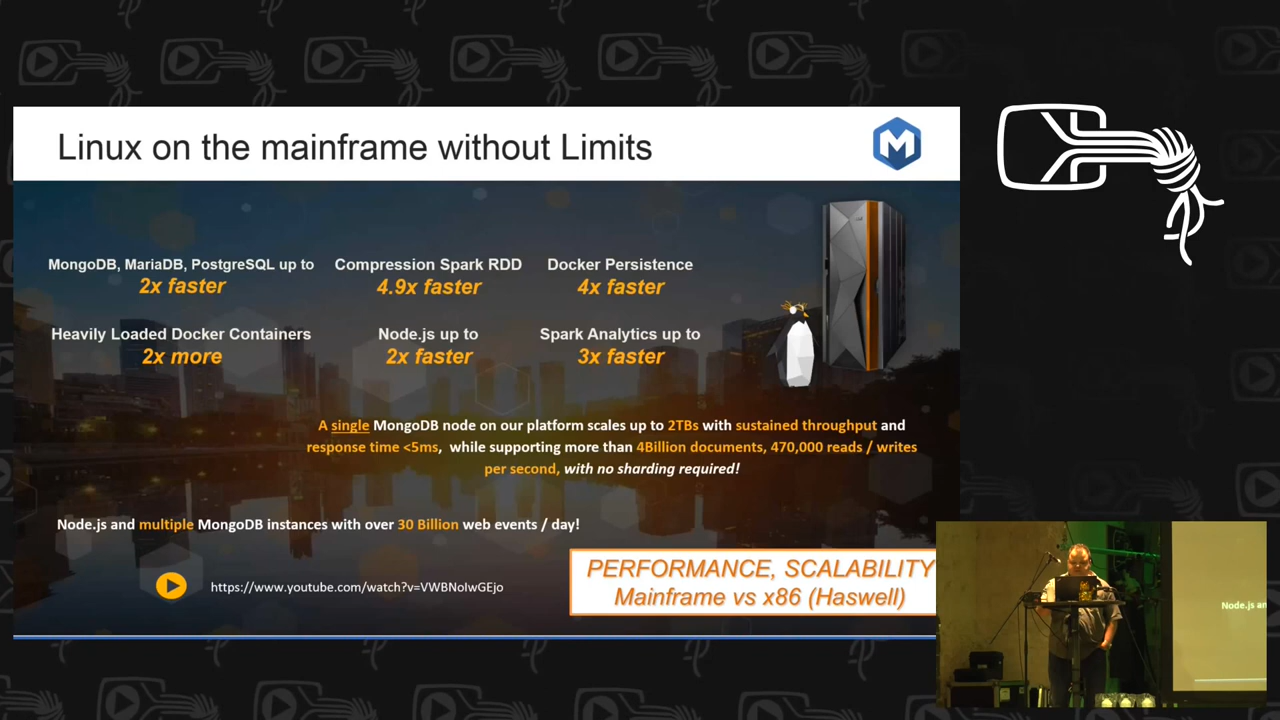 Linux on the mainframe without Limits
M
MongoDB, MariaDB, PostgreSQL up to
2x faster
Compression Spark RDD
4.9x faster
Docker Persistence
4x faster
Heavily Loaded Docker Containers
2x more
Node.js up to
2x faster
Spark Analytics up to
3x faster
A single MongoDB node on our platform scales up to 2TBs with sustained throughput and
response time <5ms, while supporting more than 4Billion documents, 470,000 reads / writes
per second, with no sharding required!
Node.js and multiple MongoDB instances with over 30 Billion web events / day!
https://www.youtube.com/watch?v=VWBNoIwGEjo
PERFORMANCE, SCALABILITY
Mainframe vs x86 (Haswell)
Node.js an